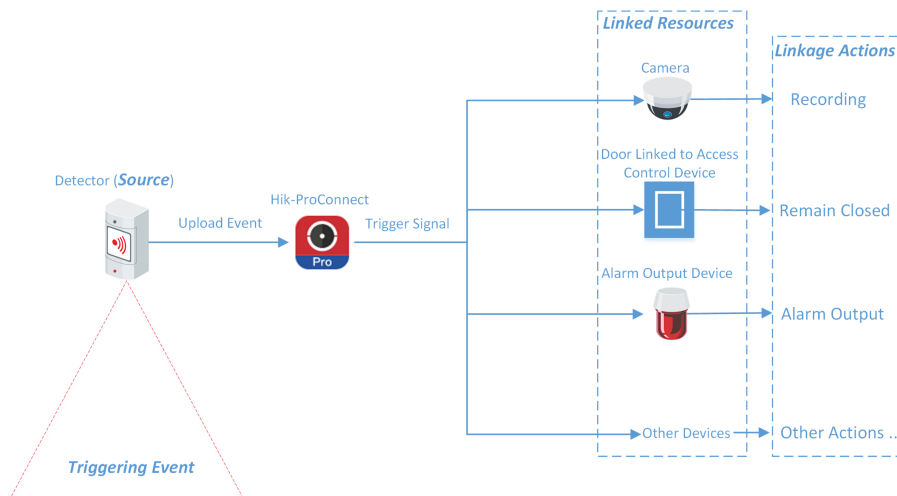 Linked Resources
Linkage Actions
Camera
Recording
Door Linked to Access
Control Device
Detector (Source)
Hik-ProConnect
Upload Event
Trigger Signal
Remain Closed
Pro
Alarm Output Device
Alarm Output
Other Devices
Other Actions ..
Triggering Event